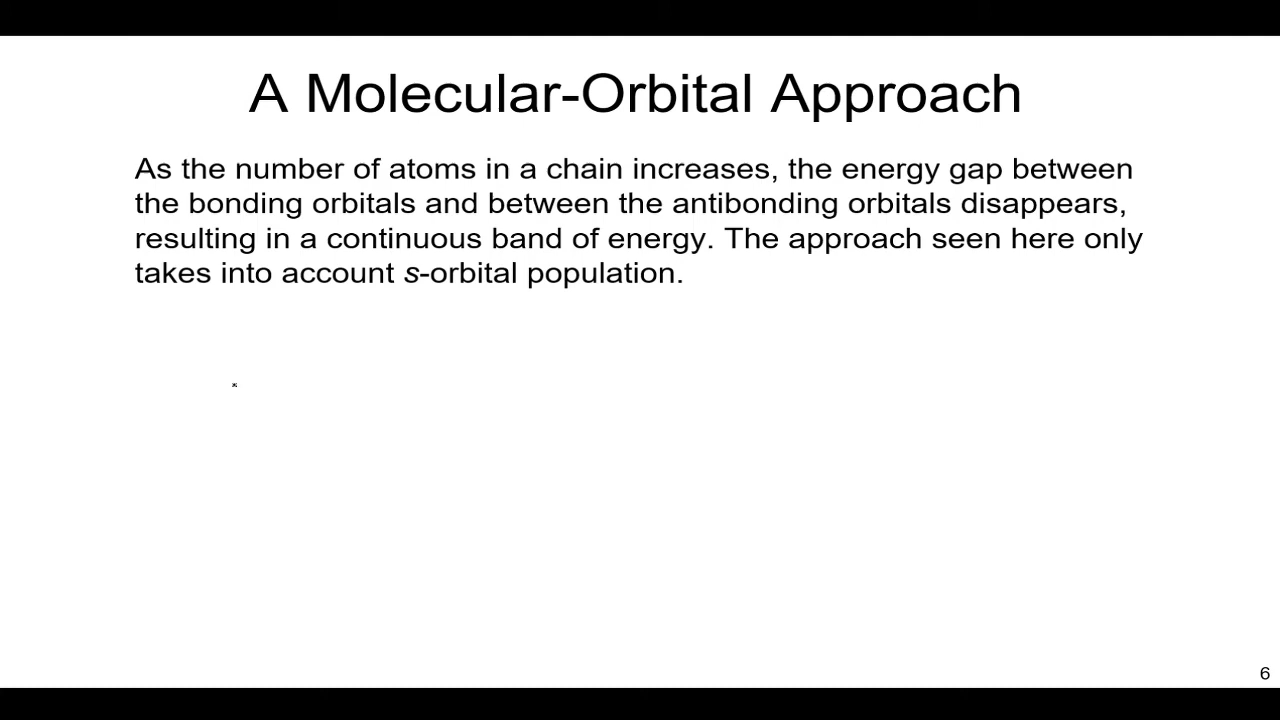 A Molecular-Orbital Approach
As the number of atoms in a chain increases, the energy gap between
the bonding orbitals and between the antibonding orbitals disappears,
resulting in a continuous band of energy. The approach seen here only
takes into account s-orbital population.
6